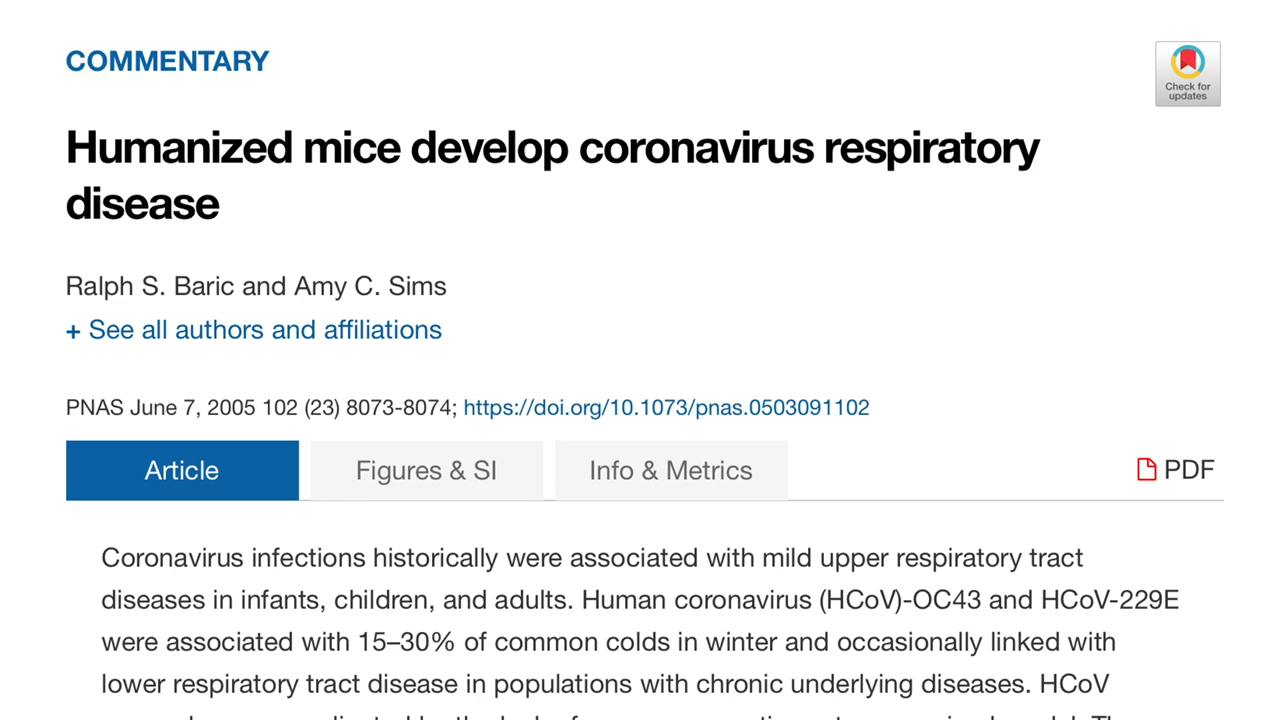 COMMENTARY
Check for
updates
Humanized mice develop coronavirus respiratory
disease
Ralph S. Baric and Amy C. Sims
+ See all authors and affiliations
PNAS June 7, 2005 102 (23) 8073-8074; https://doi.org/10.1073/pnas.0503091102
Article Figures & SI Info & Metrics PDF
Coronavirus infections historically were associated with mild upper respiratory tract
diseases in infants, children, and adults. Human coronavirus (HCoV)-OC43 and HCoV-229E
were associated with 15–30% of common colds in winter and occasionally linked with
lower respiratory tract disease in populations with chronic underlying diseases. HCoV